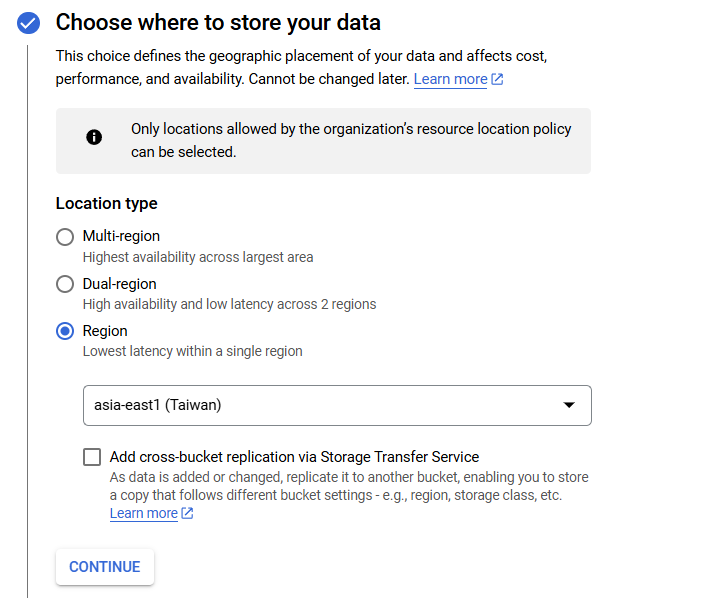 Choose where to store your data
This choice defines the geographic placement of your data and affects cost,
performance, and availability. Cannot be changed later. Learn more
Only locations allowed by the organization's resource location policy
can be selected.
Location type
Multi-region
Highest availability across largest area
Dual-region
High availability and low latency across 2 regions
Region
Lowest latency within a single region
asia-east1 (Taiwan)
Add cross-bucket replication via Storage Transfer Service
As data is added or changed, replicate it to another bucket, enabling you to store
a copy that follows different bucket settings - e.g., region, storage class, etc.
Learn more
CONTINUE